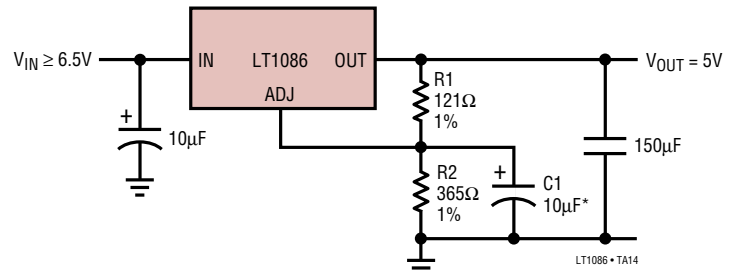 V_IN ≥ 6.5V
IN
LT1086
OUT
ADJ
V_OUT = 5V
+
10µF
R1
121Ω
1%
R2
365Ω
1%
+
C1
10µF*
150µF
LT1086 • TA14